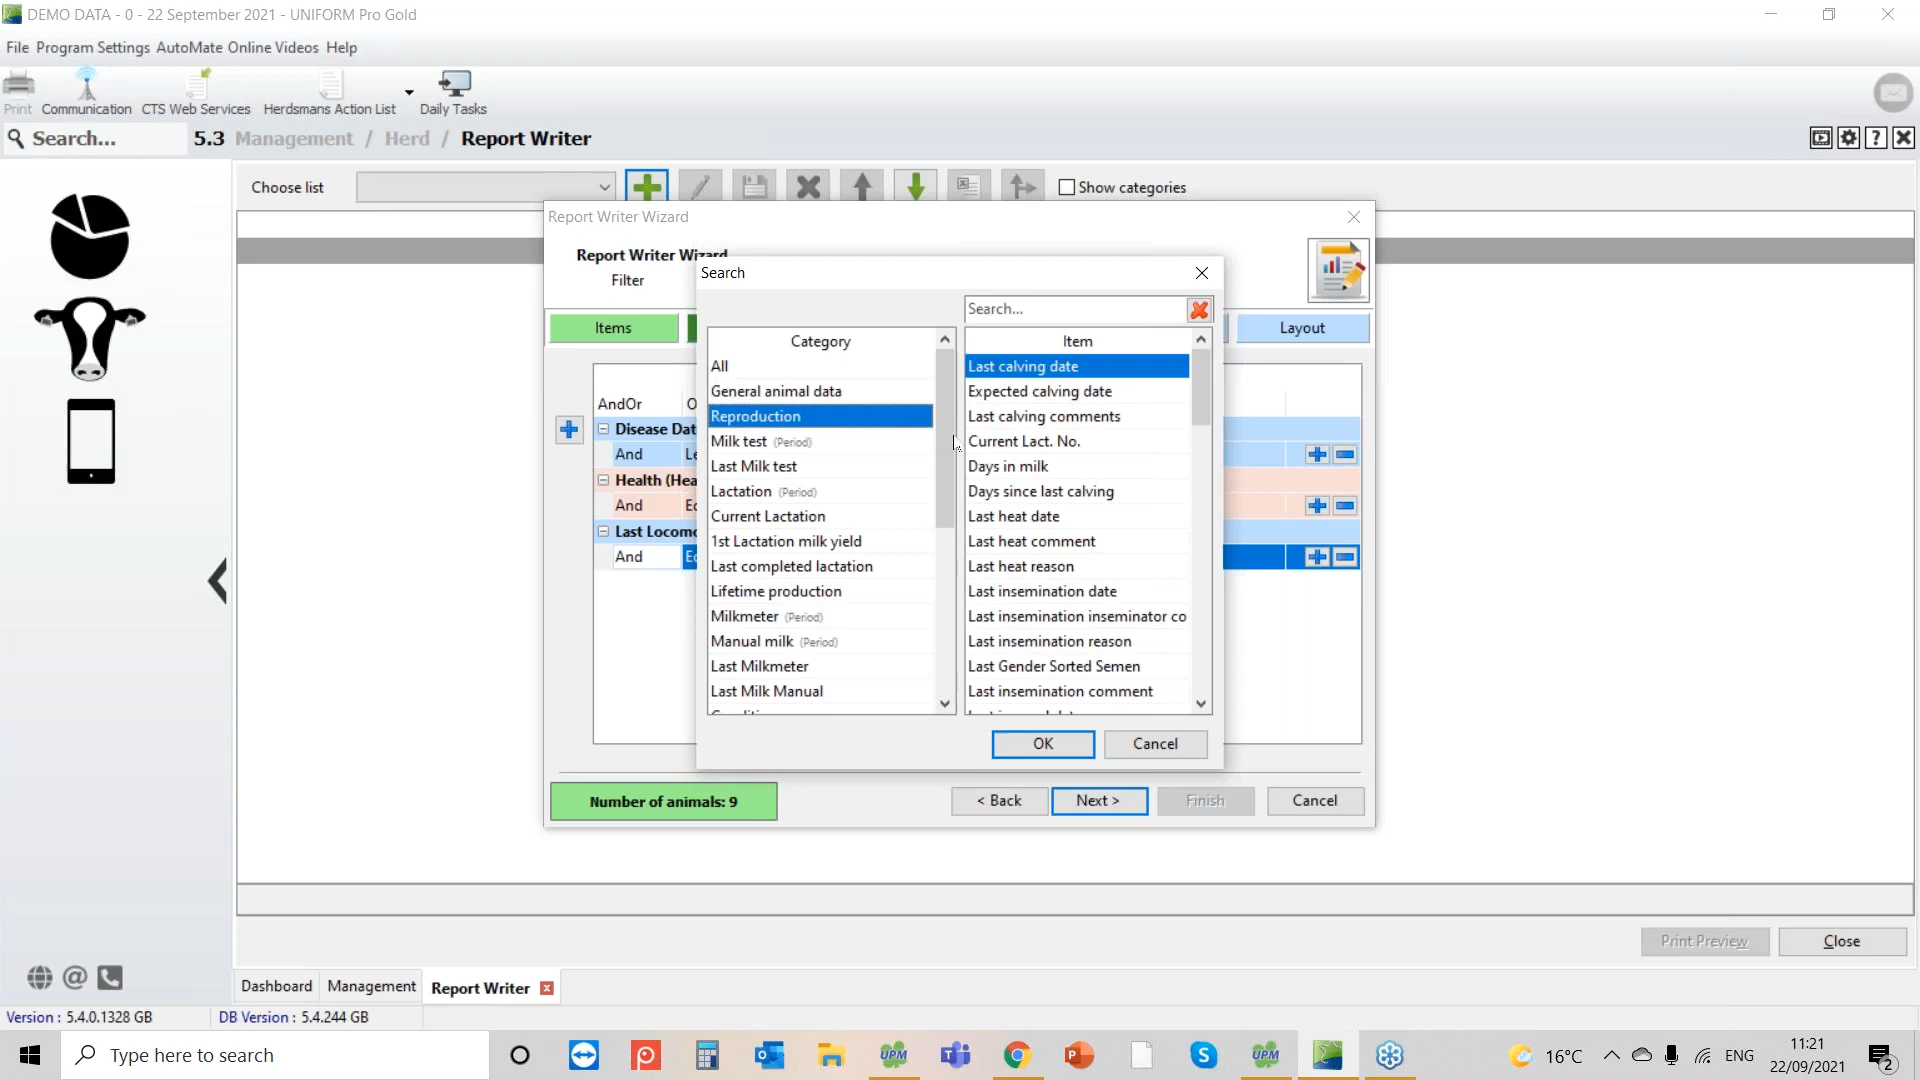 DEMO DATA - 0 - 22 September 2021 - UNIFORM Pro Gold
File Program Settings AutoMate Online Videos Help
Print Communication CTS Web Services Herdsmans Action List Daily Tasks
Search... 5.3 Management / Herd / Report Writer
Choose list Show categories
Report Writer Wizard
Report Writer Wizard
Filter
Search
Search...
Items Layout
Category Item
All Last calving date
General animal data Expected calving date
Reproduction Last calving comments
Milk test (Period) Current Lact. No.
Last Milk test Days in milk
Lactation (Period) Days since last calving
Current Lactation Last heat date
1st Lactation milk yield Last heat comment
Last completed lactation Last heat reason
Lifetime production Last insemination date
Milkmeter (Period) Last insemination inseminator co
Manual milk (Period) Last insemination reason
Last Milkmeter Last Gender Sorted Semen
Last Milk Manual Last insemination comment
AndOr O
Disease Dat
And Le
Health (Hea
And Ec
Last Locomo
And Ec
OK Cancel
Number of animals: 9 < Back Next > Finish Cancel
Print Preview Close
Dashboard Management Report Writer
Version : 5.4.0.1328 GB DB Version : 5.4.244 GB
Type here to search 16°C ENG 11:21
22/09/2021 2
UPM UPM